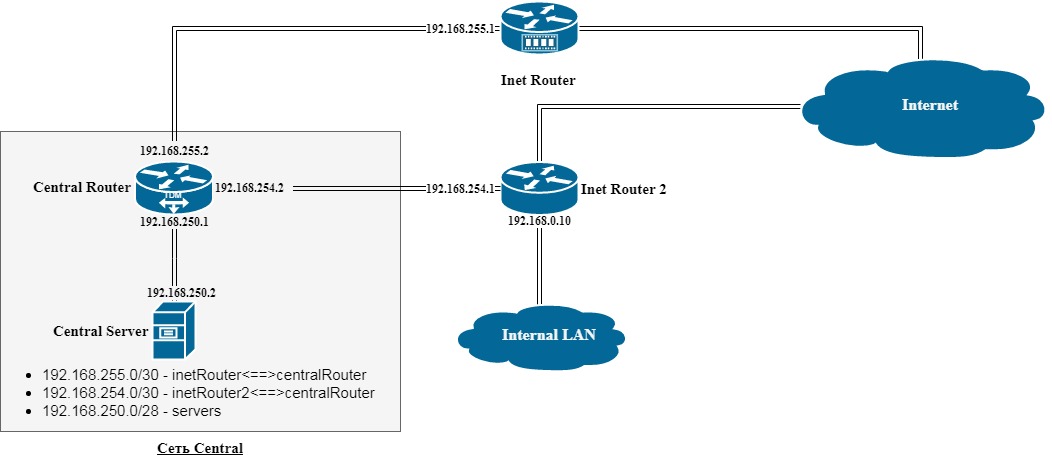 192.168.255.1
Inet Router
Internet
192.168.255.2
Central Router
192.168.254.2
192.168.254.1
Inet Router 2
TDM
192.168.250.1
192.168.0.10
192.168.250.2
Central Server
Internal LAN
• 192.168.255.0/30 - inetRouter<==>centralRouter
• 192.168.254.0/30 - inetRouter2<==>centralRouter
• 192.168.250.0/28 - servers
Сеть Central